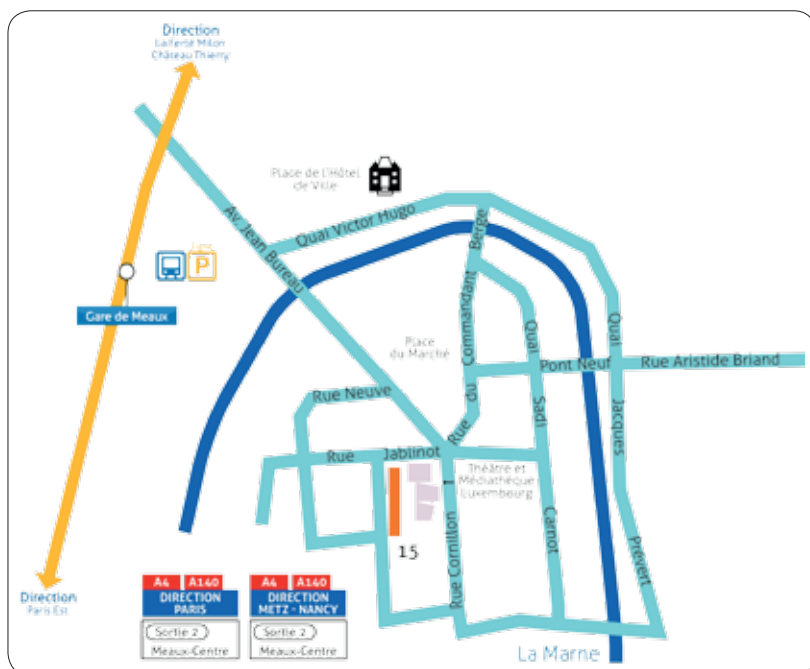 Direction
La Ferté Milon
Château Thierry
Place de l'Hôtel
de Ville
Quai Victor Hugo
Av. Jean Bureau
P
Gare de Meaux
Rue du Commandant Berge
Place
du Marché
Quai Sadi Carnot
Pont Neuf
Rue Aristide Briand
Quai Jacques Prévert
Rue Neuve
Rue Jablinot
Théâtre et
Médiathèque
Luxembourg
15
Rue Cornillon
Direction
Paris Est
A4 A140
DIRECTION
PARIS
Sortie 2
Meaux-Centre
A4 A140
DIRECTION
METZ - NANCY
Sortie 2
Meaux-Centre
La Marne